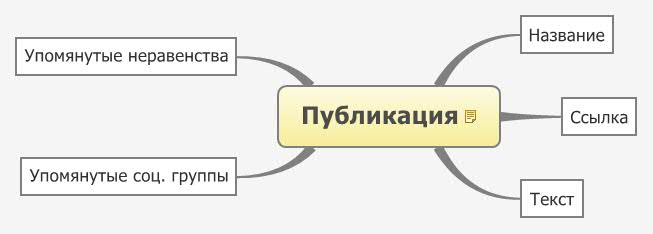 Название
Упомянутые неравенства
Публикация
Ссылка
Упомянутые соц. группы
Текст